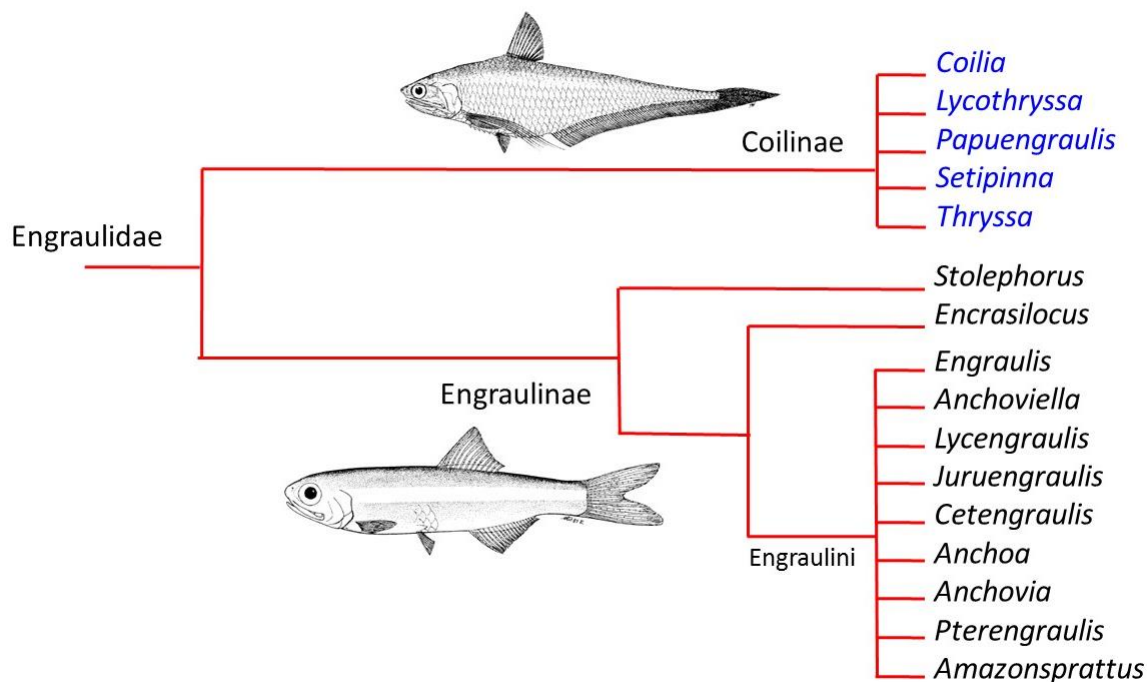 Coilia
Lycothryssa
Papuengraulis
Coilinae
Setipinna
Thryssa
Engraulidae
Stolephorus
Encrasilocus
Engraulis
Engraulinae
Anchoviella
Lycengraulis
Juruengraulis
Cetengraulis
Engraulini
Anchoa
Anchovia
Pterengraulis
Amazonsprattus